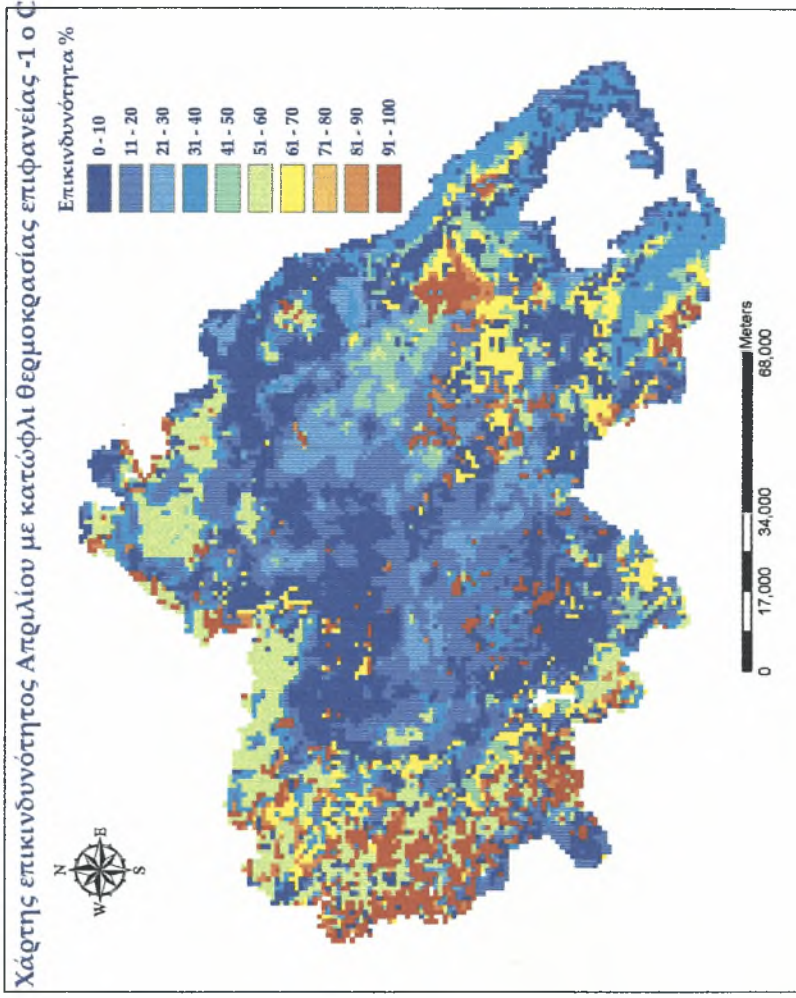 Χάρτης επικινδυνότητος Απριλίου με κατώφλι θερμοκρασίας επιφανείας -1 ο C
N
W
E
S
Επικινδυνότητα %
0 - 10
11 - 20
21 - 30
31 - 40
41 - 50
51 - 60
61 - 70
71 - 80
81 - 90
91 - 100
Meters
0
17,000
34,000
68,000